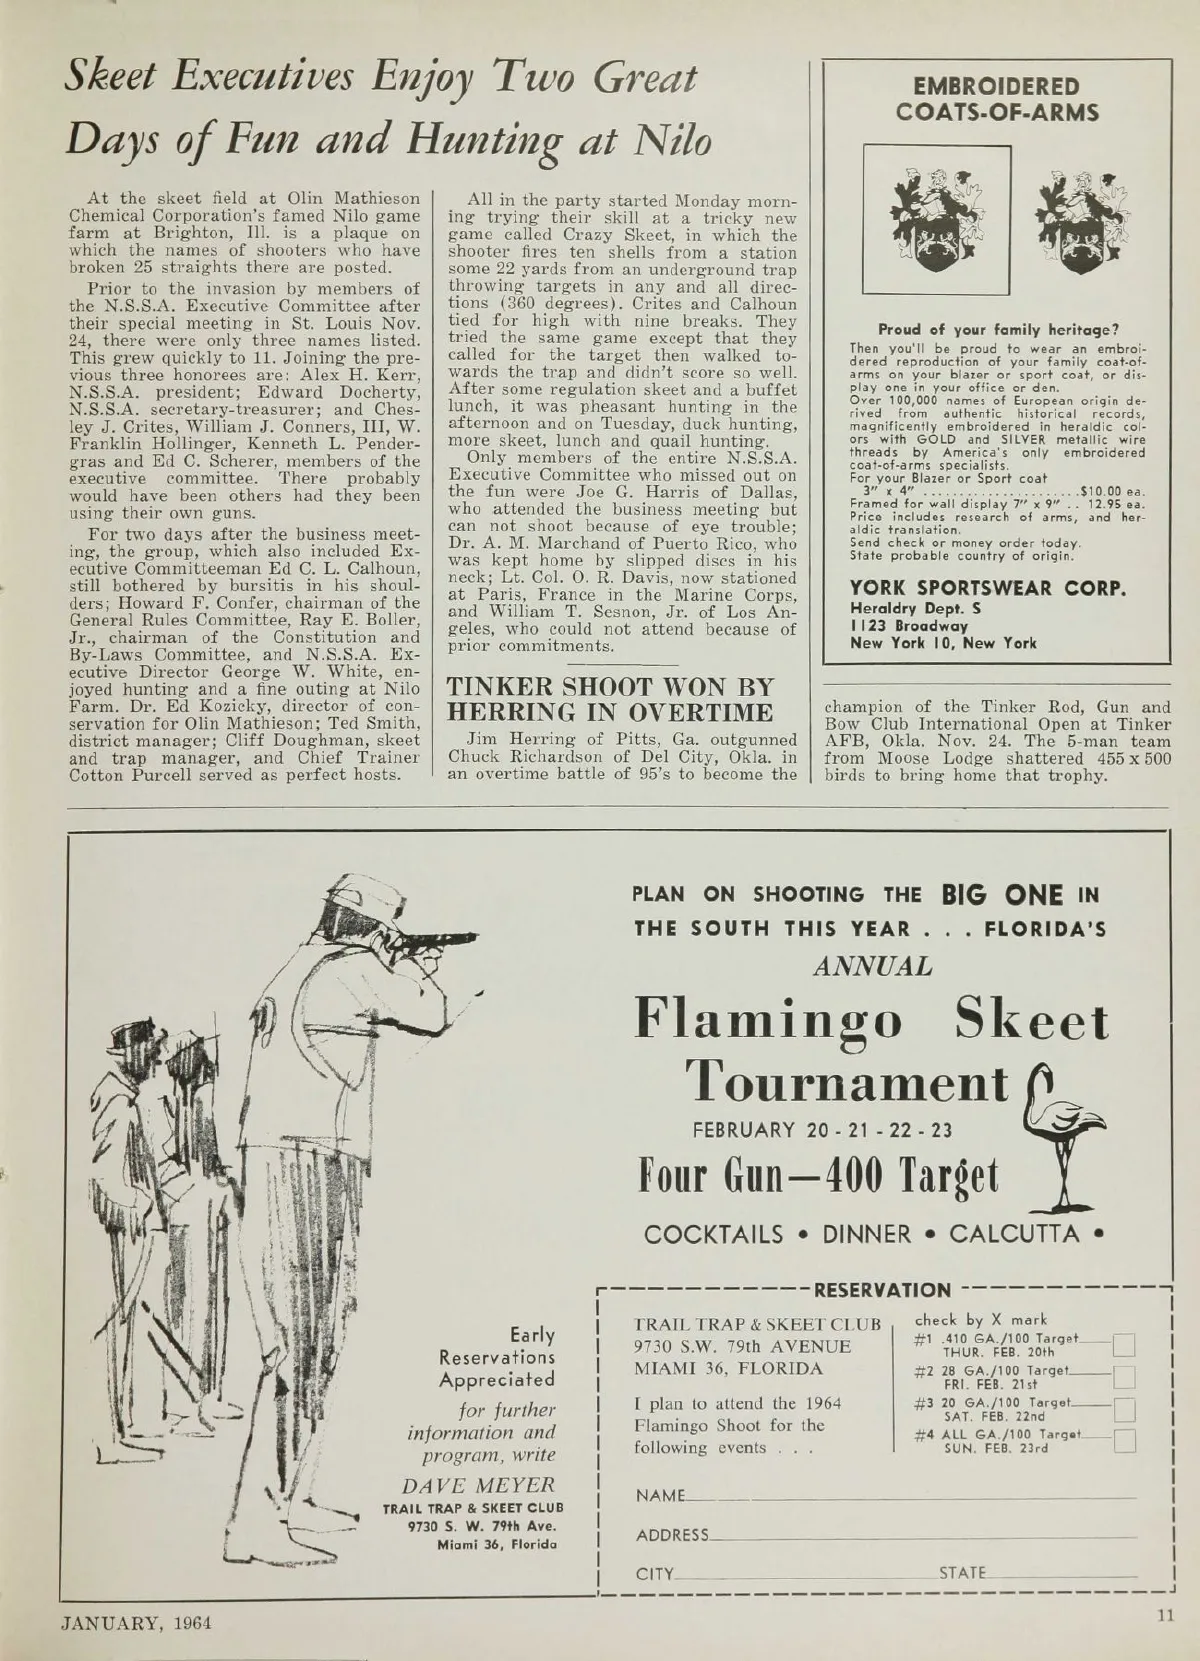 Skeet Executives Enjoy Two Great
Days of Fun and Hunting at Nilo
At the skeet field at Olin Mathieson
Chemical Corporation's famed Nilo game
farm at Brighton, Ill. is a plaque on
which the names of shooters who have
broken 25 straights there are posted.
Prior to the invasion by members of
the N.S.S.A. Executive Committee after
their special meeting in St. Louis Nov.
24, there were only three names listed.
This grew quickly to 11. Joining the pre-
vious three honorees are: Alex H. Kerr,
N.S.S.A. president; Edward Docherty,
N.S.S.A. secretary-treasurer; and Ches-
ley J. Crites, William J. Conners, III, W.
Franklin Hollinger, Kenneth L. Pender-
gras and Ed C. Scherer, members of the
executive committee. There probably
would have been others had they been
using their own guns.
For two days after the business meet-
ing, the group, which also included Ex-
ecutive Committeeman Ed C. L. Calhoun,
still bothered by bursitis in his shoul-
ders; Howard F. Confer, chairman of the
General Rules Committee, Ray E. Boller,
Jr., chairman of the Constitution and
By-Laws Committee, and N.S.S.A. Ex-
ecutive Director George W. White, en-
joyed hunting and a fine outing at Nilo
Farm. Dr. Ed Kozicky, director of con-
servation for Olin Mathieson; Ted Smith,
district manager; Cliff Doughman, skeet
and trap manager, and Chief Trainer
Cotton Purcell served as perfect hosts.
All in the party started Monday morn-
ing trying their skill at a tricky new
game called Crazy Skeet, in which the
shooter fires ten shells from a station
some 22 yards from an underground trap
throwing targets in any and all direc-
tions (360 degrees). Crites and Calhoun
tied for high with nine breaks. They
tried the same game except that they
called for the target then walked to-
wards the trap and didn't score so well.
After some regulation skeet and a buffet
lunch, it was pheasant hunting in the
afternoon and on Tuesday, duck hunting,
more skeet, lunch and quail hunting.
Only members of the entire N.S.S.A.
Executive Committee who missed out on
the fun were Joe G. Harris of Dallas,
who attended the business meeting but
can not shoot because of eye trouble;
Dr. A. M. Marchand of Puerto Rico, who
was kept home by slipped discs in his
neck; Lt. Col. O. R. Davis, now stationed
at Paris, France in the Marine Corps,
and William T. Sesnon, Jr. of Los An-
geles, who could not attend because of
prior commitments.
TINKER SHOOT WON BY
HERRING IN OVERTIME
Jim Herring of Pitts, Ga. outgunned
Chuck Richardson of Del City, Okla. in
an overtime battle of 95's to become the
EMBROIDERED
COATS-OF-ARMS
Proud of your family heritage?
Then you'll be proud to wear an embroi-
dered reproduction of your family coat-of-
arms on your blazer or sport coat, or dis-
play one in your office or den.
Over 100,000 names of European origin de-
rived from authentic historical records,
magnificently embroidered in heraldic col-
ors with GOLD and SILVER metallic wire
threads by America's only embroidered
coat-of-arms specialists.
For your Blazer or Sport coat
3" x 4" .......................$10.00 ea.
Framed for wall display 7" x 9" .. 12.95 ea.
Price includes research of arms, and her-
aldic translation.
Send check or money order today.
State probable country of origin.
YORK SPORTSWEAR CORP.
Heraldry Dept. S
1123 Broadway
New York 10, New York
champion of the Tinker Rod, Gun and
Bow Club International Open at Tinker
AFB, Okla. Nov. 24. The 5-man team
from Moose Lodge shattered 455 x 500
birds to bring home that trophy.
PLAN ON SHOOTING THE BIG ONE IN
THE SOUTH THIS YEAR . . . FLORIDA'S
ANNUAL
Flamingo Skeet
Tournament
FEBRUARY 20 - 21 - 22 - 23
Four Gun—400 Target
COCKTAILS • DINNER • CALCUTTA •
Early
Reservations
Appreciated
for further
information and
program, write
DAVE MEYER
TRAIL TRAP & SKEET CLUB
9730 S. W. 79th Ave.
Miami 36, Florida
RESERVATION
TRAIL TRAP & SKEET CLUB
9730 S.W. 79th AVENUE
MIAMI 36, FLORIDA
I plan to attend the 1964
Flamingo Shoot for the
following events . . .
check by X mark
#1 .410 GA./100 Target
THUR. FEB. 20th
#2 28 GA./100 Target
FRI. FEB. 21st
#3 20 GA./100 Target
SAT. FEB. 22nd
#4 ALL GA./100 Target
SUN. FEB. 23rd
NAME
ADDRESS
CITY STATE
JANUARY, 1964 11